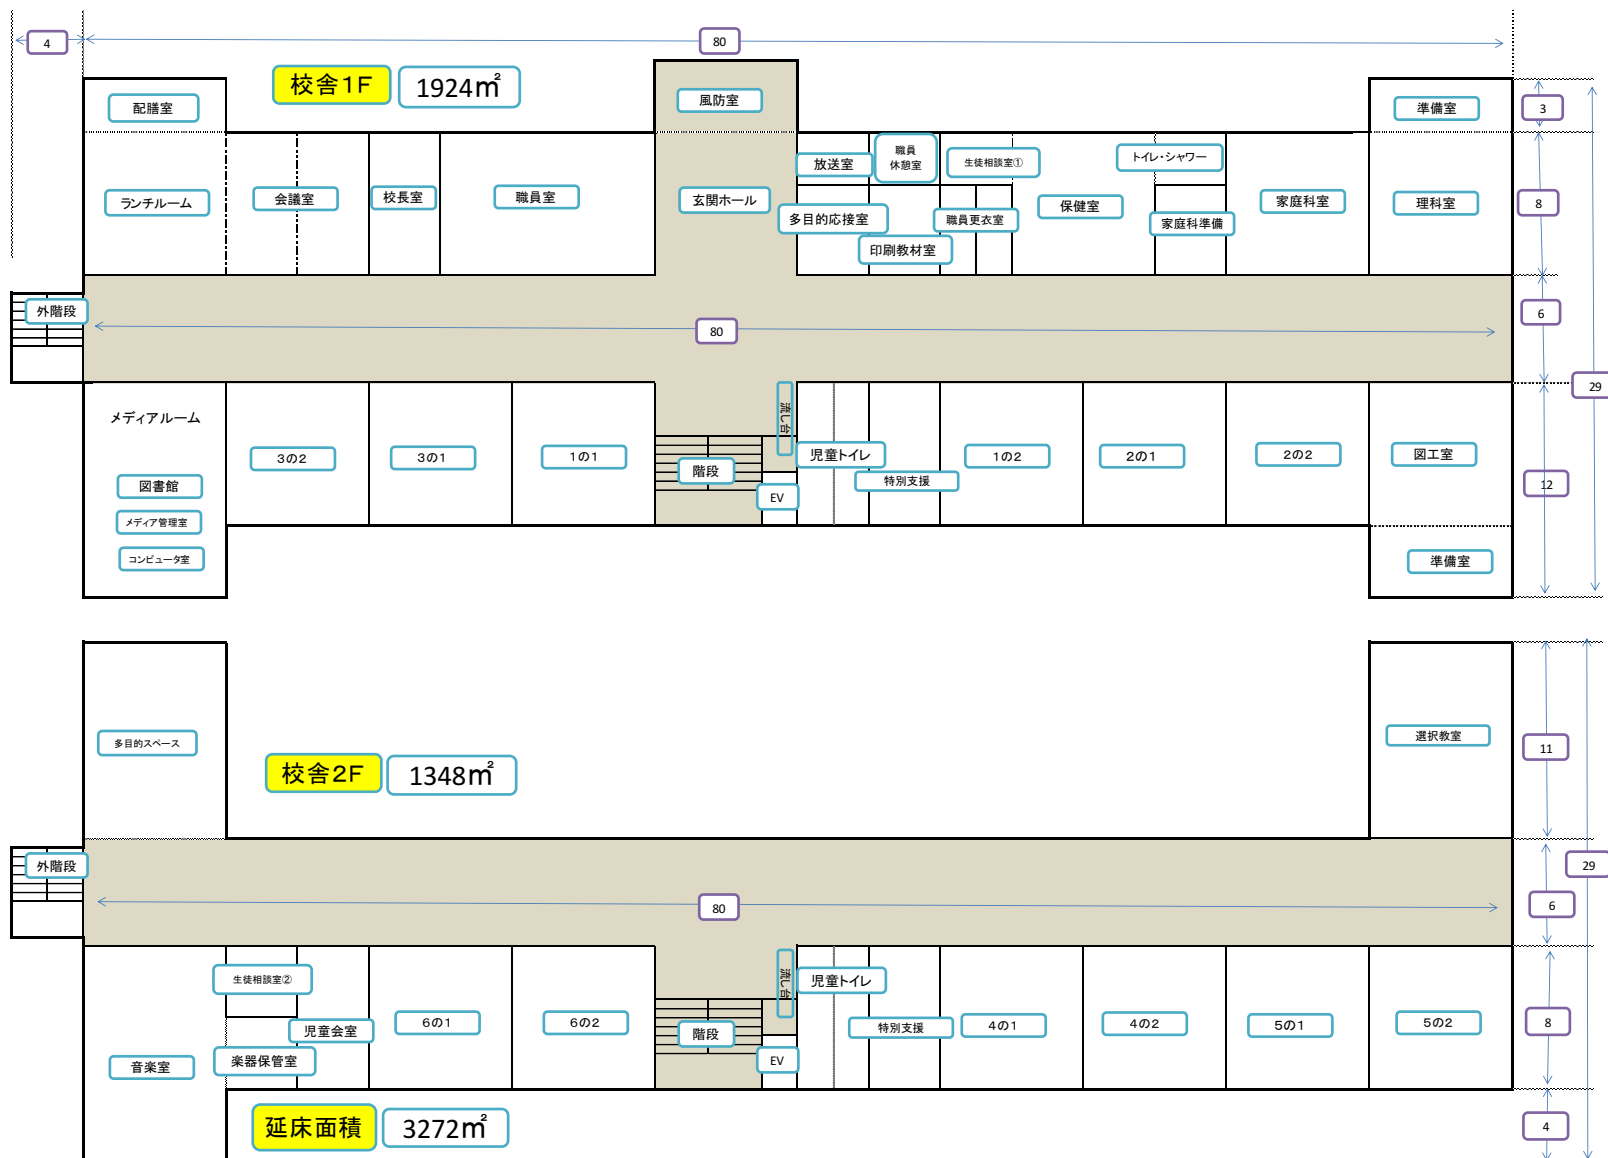 4
80
校舎1F
1924㎡
配膳室
風防室
準備室
3
ランチルーム
会議室
校長室
職員室
玄関ホール
放送室
職員
休憩室
生徒相談室①
トイレ・シャワー
多目的応接室
印刷教材室
職員更衣室
保健室
家庭科準備
家庭科室
理科室
8
外階段
80
6
29
メディアルーム
図書館
メディア管理室
コンピュータ室
3の2
3の1
1の1
階段
流し台
EV
児童トイレ
特別支援
1の2
2の1
2の2
図工室
12
準備室
多目的スペース
校舎2F
1348㎡
選択教室
11
外階段
80
6
29
音楽室
生徒相談室②
児童会室
楽器保管室
6の1
6の2
階段
流し台
EV
児童トイレ
特別支援
4の1
4の2
5の1
5の2
8
延床面積
3272㎡
4